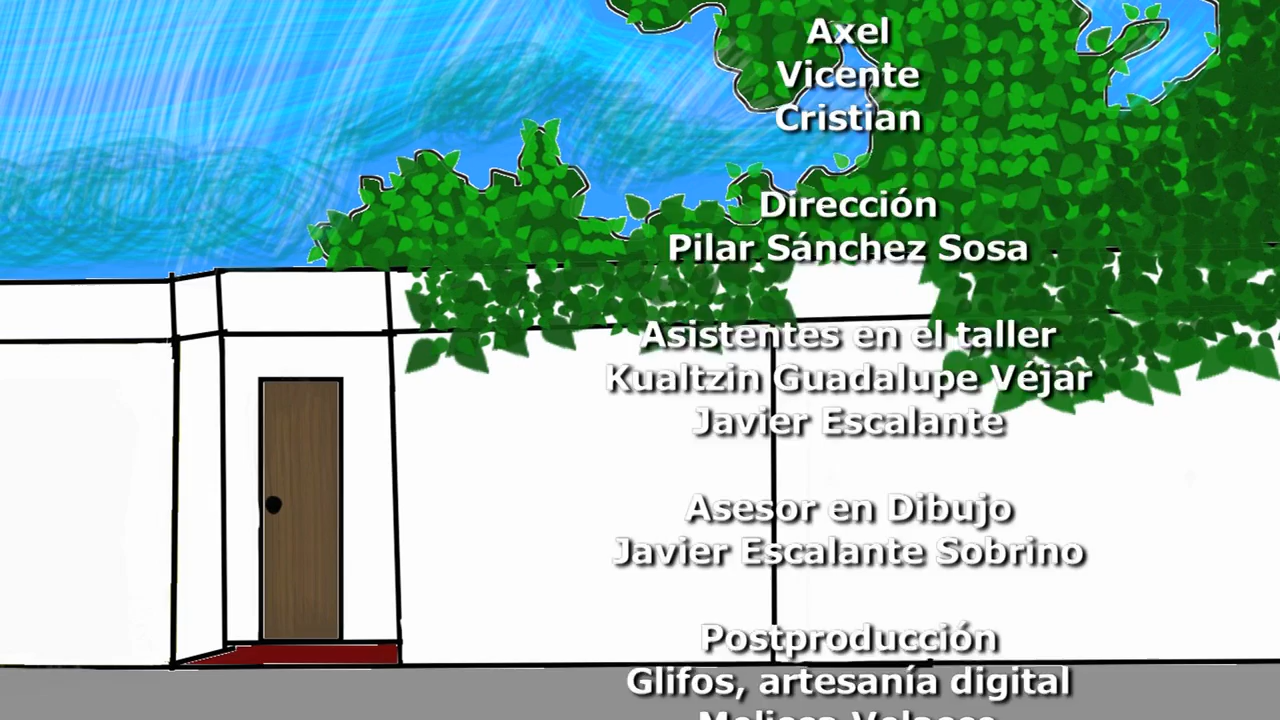 Axel
Vicente
Cristian
Dirección
Pilar Sánchez Sosa
Asistentes en el taller
Kualtzin Guadalupe Véjar
Javier Escalante
Asesor en Dibujo
Javier Escalante Sobrino
Postproducción
Glifos, artesanía digital